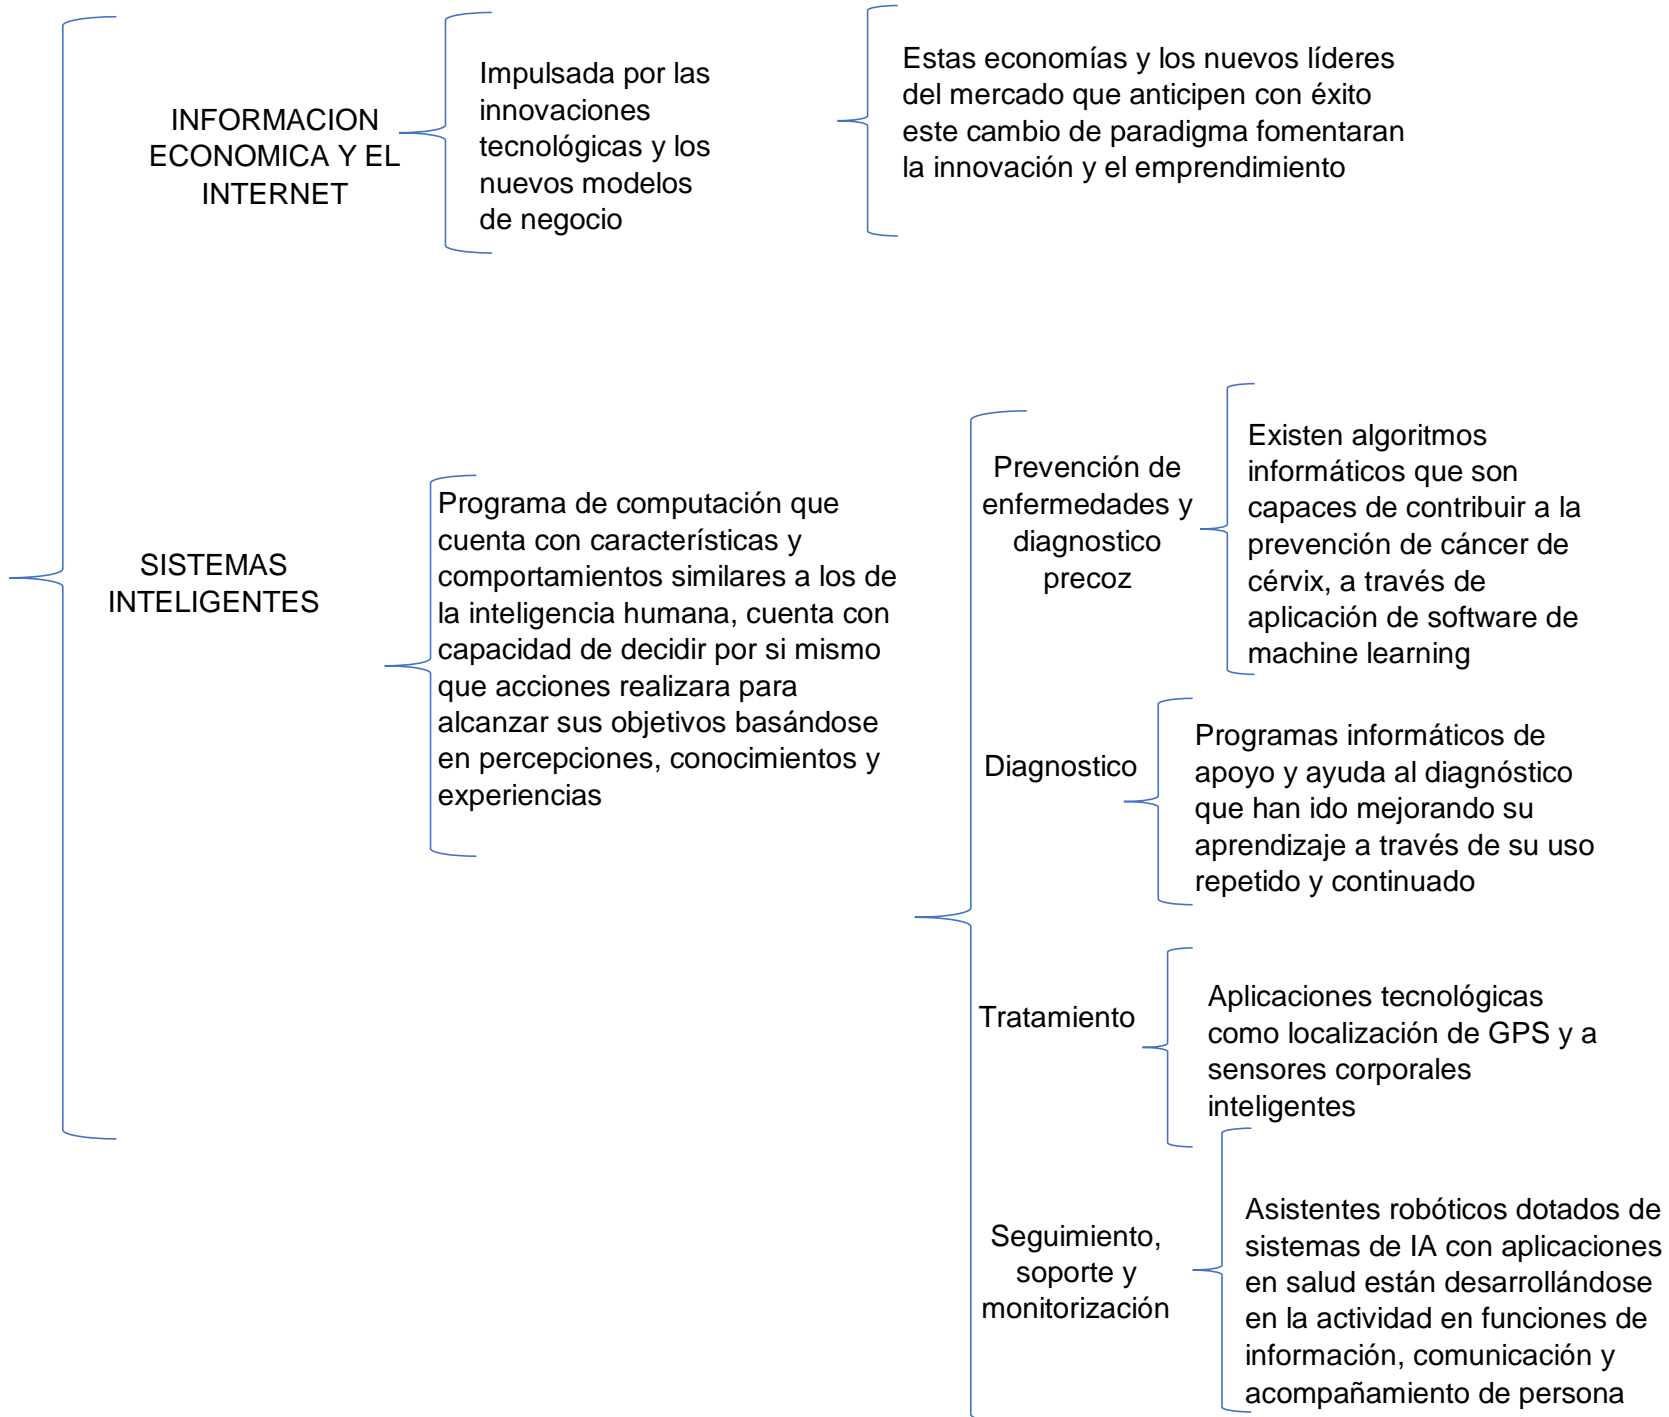 INFORMACION
ECONOMICA Y EL
INTERNET
Impulsada por las
innovaciones
tecnológicas y los
nuevos modelos
de negocio
Estas economías y los nuevos líderes
del mercado que anticipen con éxito
este cambio de paradigma fomentaran
la innovación y el emprendimiento
SISTEMAS
INTELIGENTES
Programa de computación que
cuenta con características y
comportamientos similares a los de
la inteligencia humana, cuenta con
capacidad de decidir por si mismo
que acciones realizara para
alcanzar sus objetivos basándose
en percepciones, conocimientos y
experiencias
Prevención de
enfermedades y
diagnostico
precoz
Existen algoritmos
informáticos que son
capaces de contribuir a la
prevención de cáncer de
cérvix, a través de
aplicación de software de
machine learning
Diagnostico
Programas informáticos de
apoyo y ayuda al diagnóstico
que han ido mejorando su
aprendizaje a través de su uso
repetido y continuado
Tratamiento
Aplicaciones tecnológicas
como localización de GPS y a
sensores corporales
inteligentes
Seguimiento,
soporte y
monitorización
Asistentes robóticos dotados de
sistemas de IA con aplicaciones
en salud están desarrollándose
en la actividad en funciones de
información, comunicación y
acompañamiento de persona